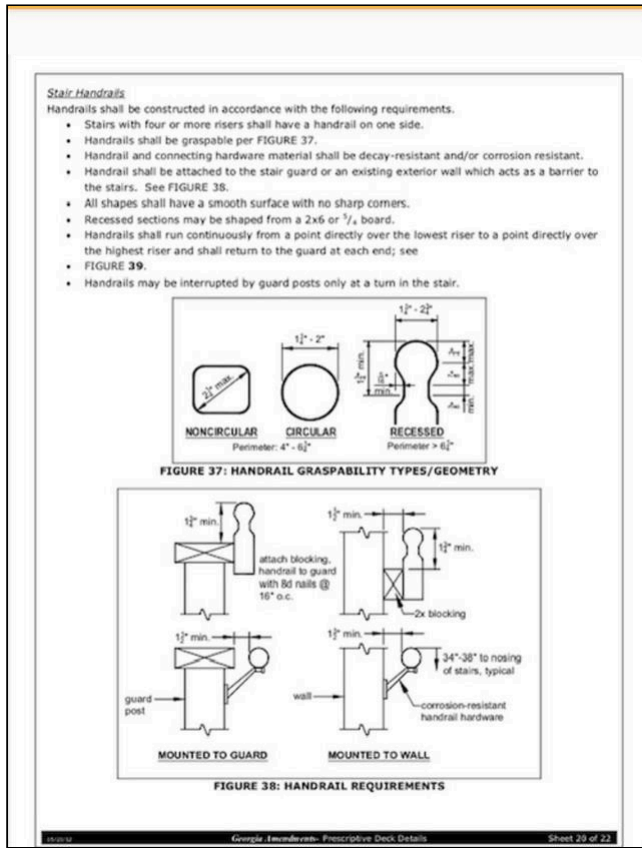 Stair Handrails
Handrails shall be constructed in accordance with the following requirements.
• Stairs with four or more risers shall have a handrail on one side.
• Handrails shall be graspable per FIGURE 37.
• Handrail and connecting hardware material shall be decay-resistant and/or corrosion resistant.
• Handrail shall be attached to the stair guard or an existing exterior wall which acts as a barrier to
the stairs. See FIGURE 38.
• All shapes shall have a smooth surface with no sharp corners.
• Recessed sections may be shaped from a 2x6 or 5/4 board.
• Handrails shall run continuously from a point directly over the lowest riser to a point directly over
the highest riser and shall return to the guard at each end; see
• FIGURE 39.
• Handrails may be interrupted by guard posts only at a turn in the stair.
2¼" max.
NONCIRCULAR
1¼" - 2"
CIRCULAR
Perimeter: 4" - 6¼"
1¼" - 2¾"
min.
min.
max.
max.
min.
RECESSED
Perimeter > 6¼"
FIGURE 37: HANDRAIL GRASPABILITY TYPES/GEOMETRY
min.
attach blocking,
handrail to guard
with 8d nails @
16" o.c.
min.
min.
2x blocking
min.
guard
post
MOUNTED TO GUARD
min.
wall
34"-38" to nosing
of stairs, typical
corrosion-resistant
handrail hardware
MOUNTED TO WALL
FIGURE 38: HANDRAIL REQUIREMENTS
Georgia Amendments- Prescriptive Deck Details
Sheet 20 of 22